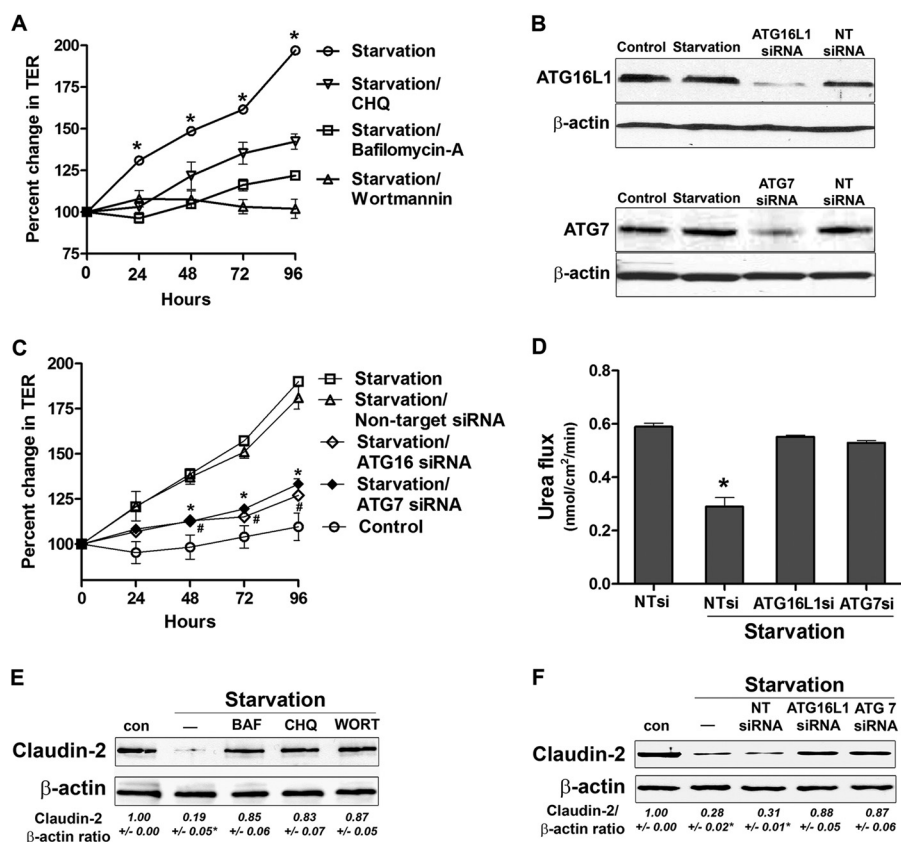 A
Percent change in TER
200
175
150
125
100
75
0
24
48
72
96
Hours
*
*
*
*
Starvation
Starvation/
CHQ
Starvation/
Bafilomycin-A
Starvation/
Wortmannin
B
Control Starvation ATG16L1 siRNA NT siRNA
ATG16L1
β-actin
Control Starvation ATG7 siRNA NT siRNA
ATG7
β-actin
C
Percent change in TER
200
175
150
125
100
0
24
48
72
96
Hours
*
*
*
#
#
#
Starvation
Starvation/
Non-target siRNA
Starvation/
ATG16 siRNA
Starvation/
ATG7 siRNA
Control
D
Urea flux
(nmol/cm²/min)
0.8
0.6
0.4
0.2
0.0
*
NTsi NTsi ATG16L1si ATG7si
Starvation
E
Starvation
con — BAF CHQ WORT
Claudin-2
β-actin
Claudin-2 1.00 0.19 0.85 0.83 0.87
β-actin ratio +/- 0.00 +/- 0.05* +/- 0.06 +/- 0.07 +/- 0.05
F
Starvation
con — NT siRNA ATG16L1 siRNA ATG 7 siRNA
Claudin-2
β-actin
Claudin-2/ 1.00 0.28 0.31 0.88 0.87
β-actin ratio +/- 0.00 +/- 0.02* +/- 0.01* +/- 0.05 +/- 0.06